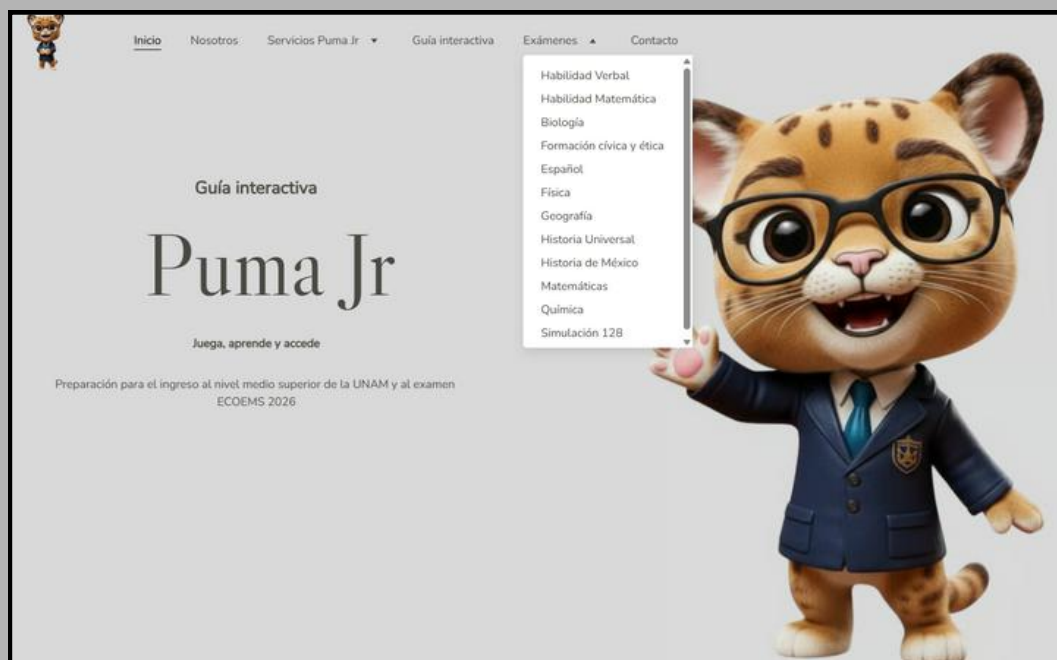 Inicio
Nosotros
Servicios Puma Jr
Guía interactiva
Exámenes
Contacto
Habilidad Verbal
Habilidad Matemática
Biología
Formación cívica y ética
Español
Física
Geografía
Historia Universal
Historia de México
Matemáticas
Química
Simulación 128
Guía interactiva
Puma Jr
Juega, aprende y accede
Preparación para el ingreso al nivel medio superior de la UNAM y al examen
ECOEMS 2026